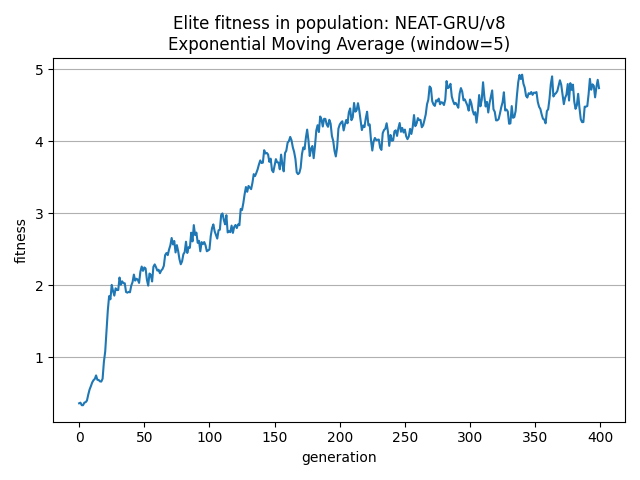 Elite fitness in population: NEAT-GRU/v8
Exponential Moving Average (window=5)
5
4
3
2
1
fitness
0 50 100 150 200 250 300 350 400
generation